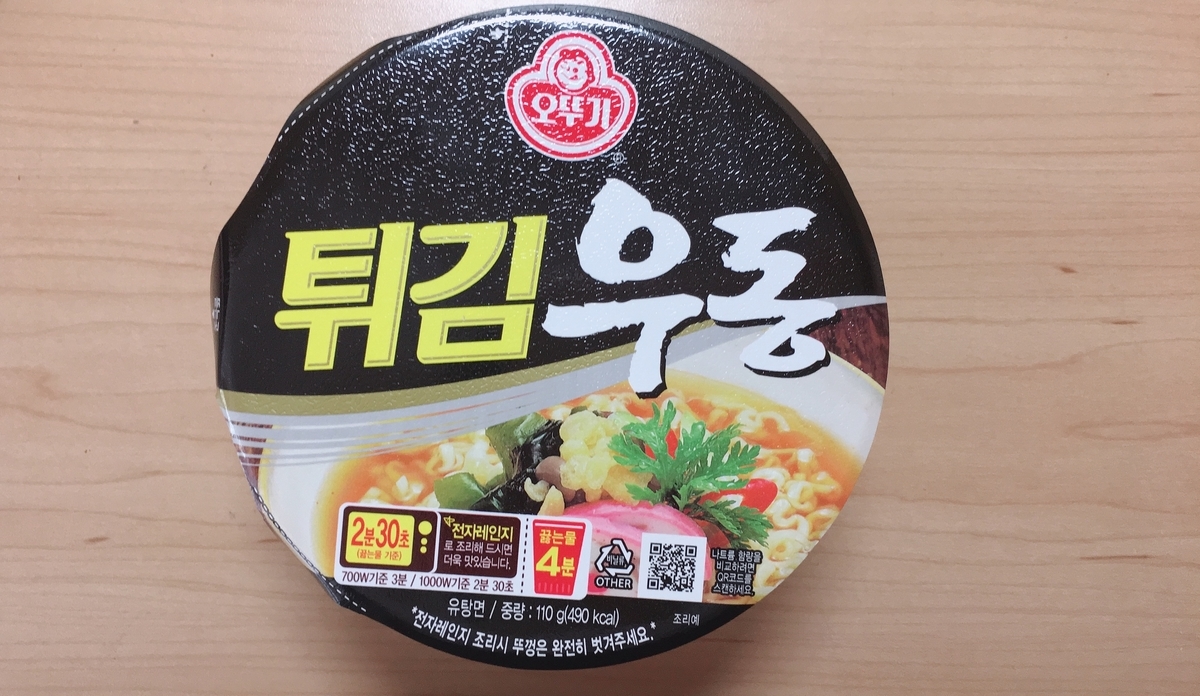 오뚜기
튀김우동
2분30초
(끓는물 기준)
전자레인지
로 조리해 드시면
더욱 맛있습니다.
700W기준 3분 / 1000W기준 2분 30초
끓는물
4분
비닐류
OTHER
나트륨 함량을
비교하려면
QR코드를
스캔하세요.
유탕면 / 중량 : 110 g(490 kcal)
조리예
*전자레인지 조리시 뚜껑은 완전히 벗겨주세요.*